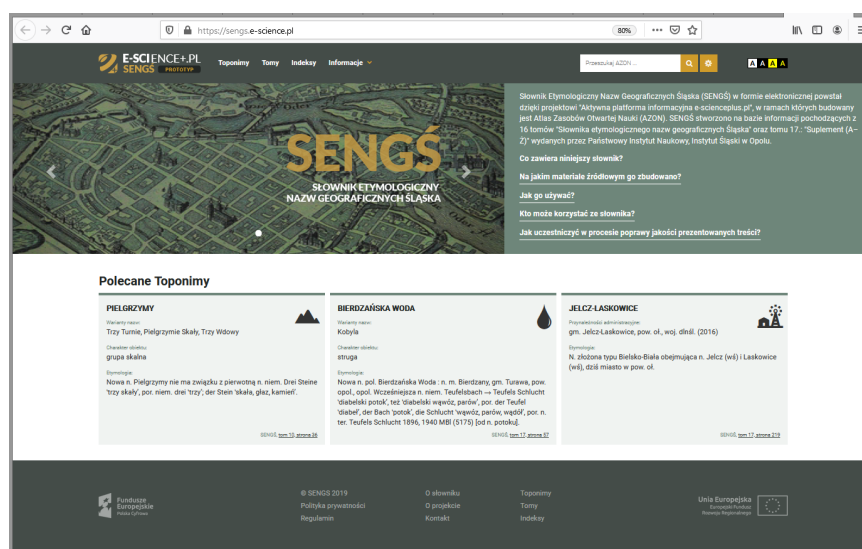 https://sengs.e-science.pl
80%
E-SCIENCE+.PL
SENGŚ PROTOTYP
Toponimy Tomy Indeksy Informacje
Przeszukaj AZON ...
A A A A
SENGŚ
SŁOWNIK ETYMOLOGICZNY
NAZW GEOGRAFICZNYCH ŚLĄSKA
Słownik Etymologiczny Nazw Geograficznych Śląska (SENGŚ) w formie elektronicznej powstał
dzięki projektowi "Aktywna platforma informacyjna e-scienceplus.pl", w ramach których budowany
jest Atlas Zasobów Otwartej Nauki (AZON). SENGŚ stworzono na bazie informacji pochodzących z
16 tomów "Słownika etymologicznego nazw geograficznych Śląska" oraz tomu 17.: "Suplement (A–
Ż)" wydanych przez Państwowy Instytut Naukowy, Instytut Śląski w Opolu.
Co zawiera niniejszy słownik?
Na jakim materiale źródłowym go zbudowano?
Jak go używać?
Kto może korzystać ze słownika?
Jak uczestniczyć w procesie poprawy jakości prezentowanych treści?
Polecane Toponimy
PIELGRZYMY
Warianty nazw:
Trzy Turnie, Pielgrzymie Skały, Trzy Wdowy
Charakter obiektu:
grupa skalna
Etymologia:
Nowa n. Pielgrzymy nie ma związku z pierwotną n. niem. Drei Steine
'trzy skały', por. niem. drei 'trzy'; der Stein 'skała, głaz, kamień'.
SENGŚ, tom 10, strona 36
BIERDZAŃSKA WODA
Warianty nazw:
Kobyla
Charakter obiektu:
struga
Etymologia:
Nowa n. pol. Bierdzańska Woda : n. m. Bierdzany, gm. Turawa, pow.
opol., opol. Wcześniejsza n. niem. Teufelsbach → Teufels Schlucht
'diabelski potok', też 'diabelski wąwóz, parów', por. der Teufel
'diabeł', der Bach 'potok', die Schlucht 'wąwóz, parów, wądół', por. n.
ter. Teufels Schlucht 1896, 1940 MBl (5175) [od n. potoku].
SENGŚ, tom 17, strona 57
JELCZ-LASKOWICE
Przynależności administracyjne:
gm. Jelcz-Laskowice, pow. oł., woj. dlnśl. (2016)
Etymologia:
N. złożona typu Bielsko-Biała obejmująca n. Jelcz (wś) i Laskowice
(wś), dziś miasto w pow. oł.
SENGŚ, tom 17, strona 215
Fundusze
Europejskie
Polska Cyfrowa
© SENGŚ 2019
Polityka prywatności
Regulamin
O słowniku
O projekcie
Kontakt
Toponimy
Tomy
Indeksy
Unia Europejska
Europejski Fundusz
Rozwoju Regionalnego